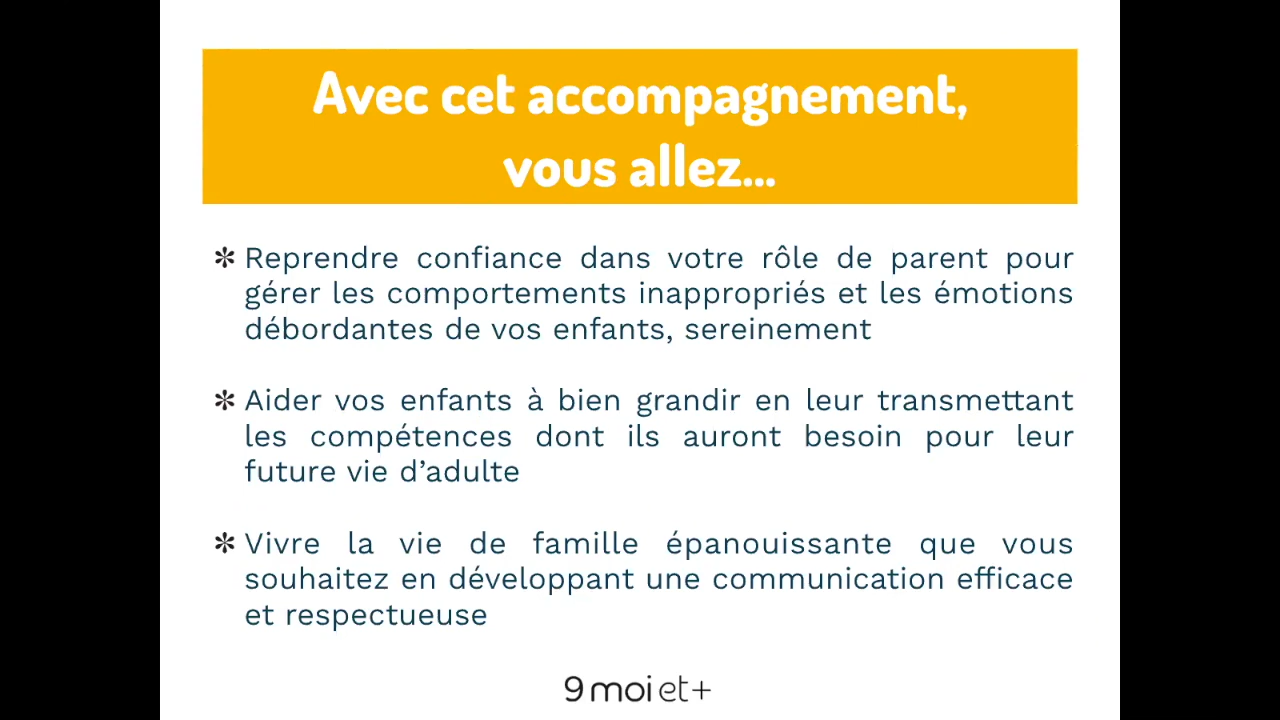 Avec cet accompagnement,
vous allez...
* Reprendre confiance dans votre rôle de parent pour
gérer les comportements inappropriés et les émotions
débordantes de vos enfants, sereinement
* Aider vos enfants à bien grandir en leur transmettant
les compétences dont ils auront besoin pour leur
future vie d’adulte
* Vivre la vie de famille épanouissante que vous
souhaitez en développant une communication efficace
et respectueuse
9 moi et+